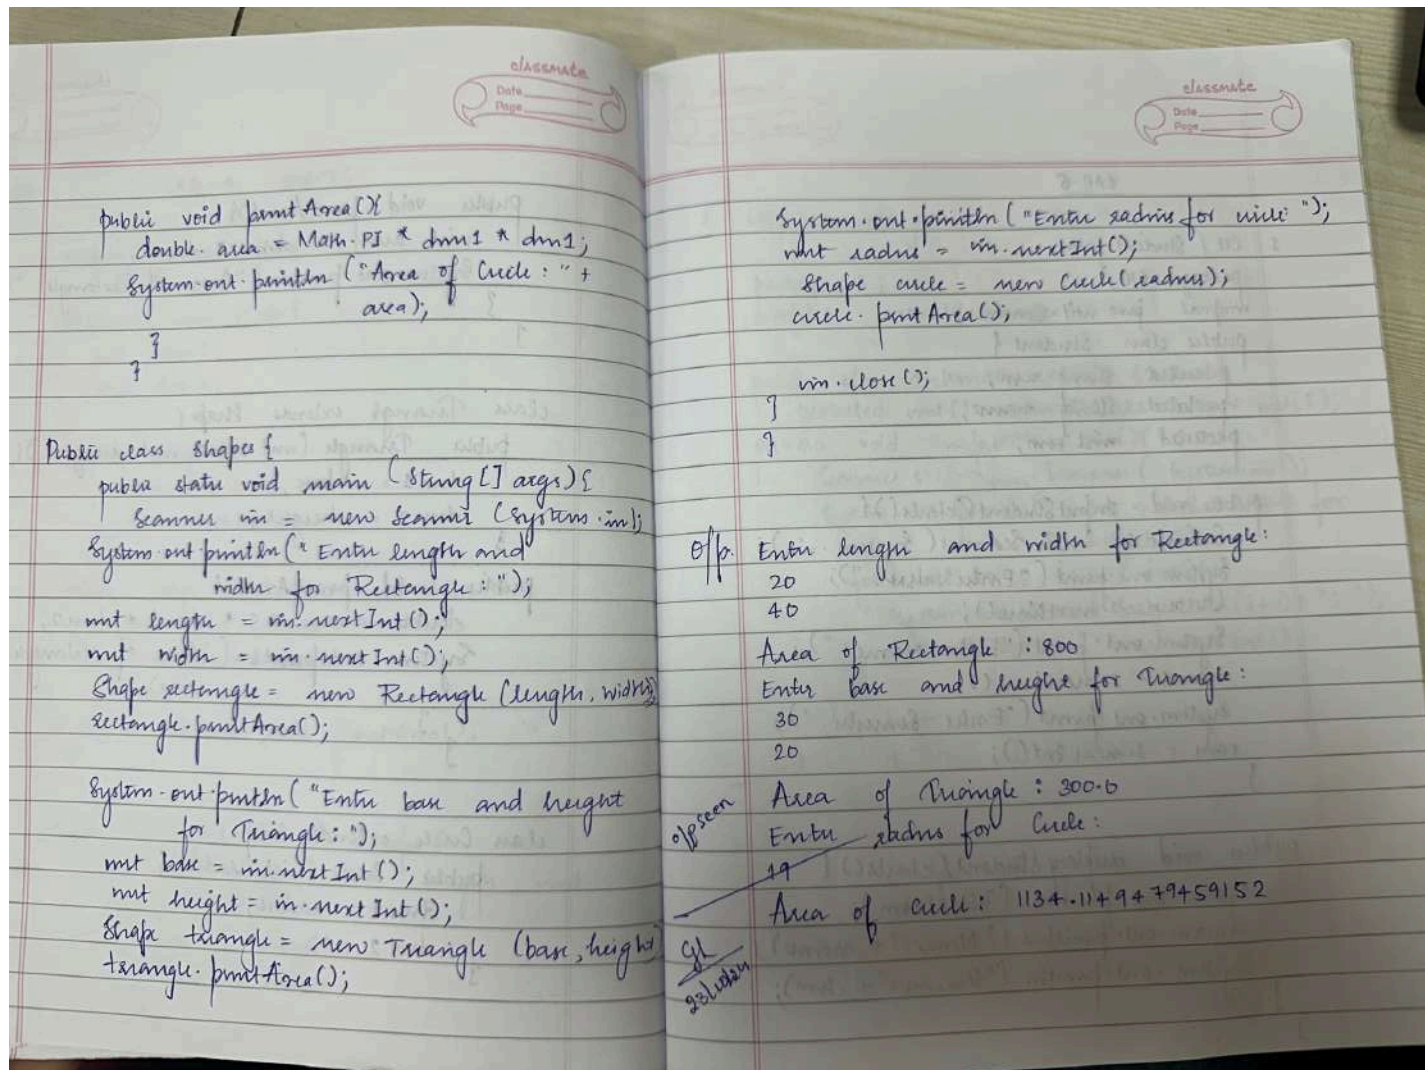 classmate
Date
Page
public void printArea(){
double area = Math.PI * dim1 * dim1;
System.out.println ("Area of Circle : " +
area);
}
}
Public class Shapes {
public static void main (String [] args) {
Scanner in = new Scanner (System.in);
System.out.println (" Enter length and
width for Rectangle : ");
int length = in.nextInt ();
int width = in.nextInt ();
Shape rectangle = new Rectangle (length, width);
rectangle.printArea();
System.out.println ("Enter base and height
for Triangle : ");
int base = in.nextInt ();
int height = in.nextInt ();
Shape triangle = new Triangle (base, height)
triangle.printArea();
classmate
Date
Page
System.out.println ("Enter radius for circle ");
int radius = in.nextInt();
Shape circle = new Circle(radius);
circle.printArea();
in.close ();
}
}
O/p. Enter length and width for Rectangle :
20
40
Area of Rectangle : 800
Enter base and height for Triangle :
30
20
Area of Triangle : 300.0
Enter radius for Circle :
19
Area of circle : 1134.1149479459152
o/p seen
23/10/24